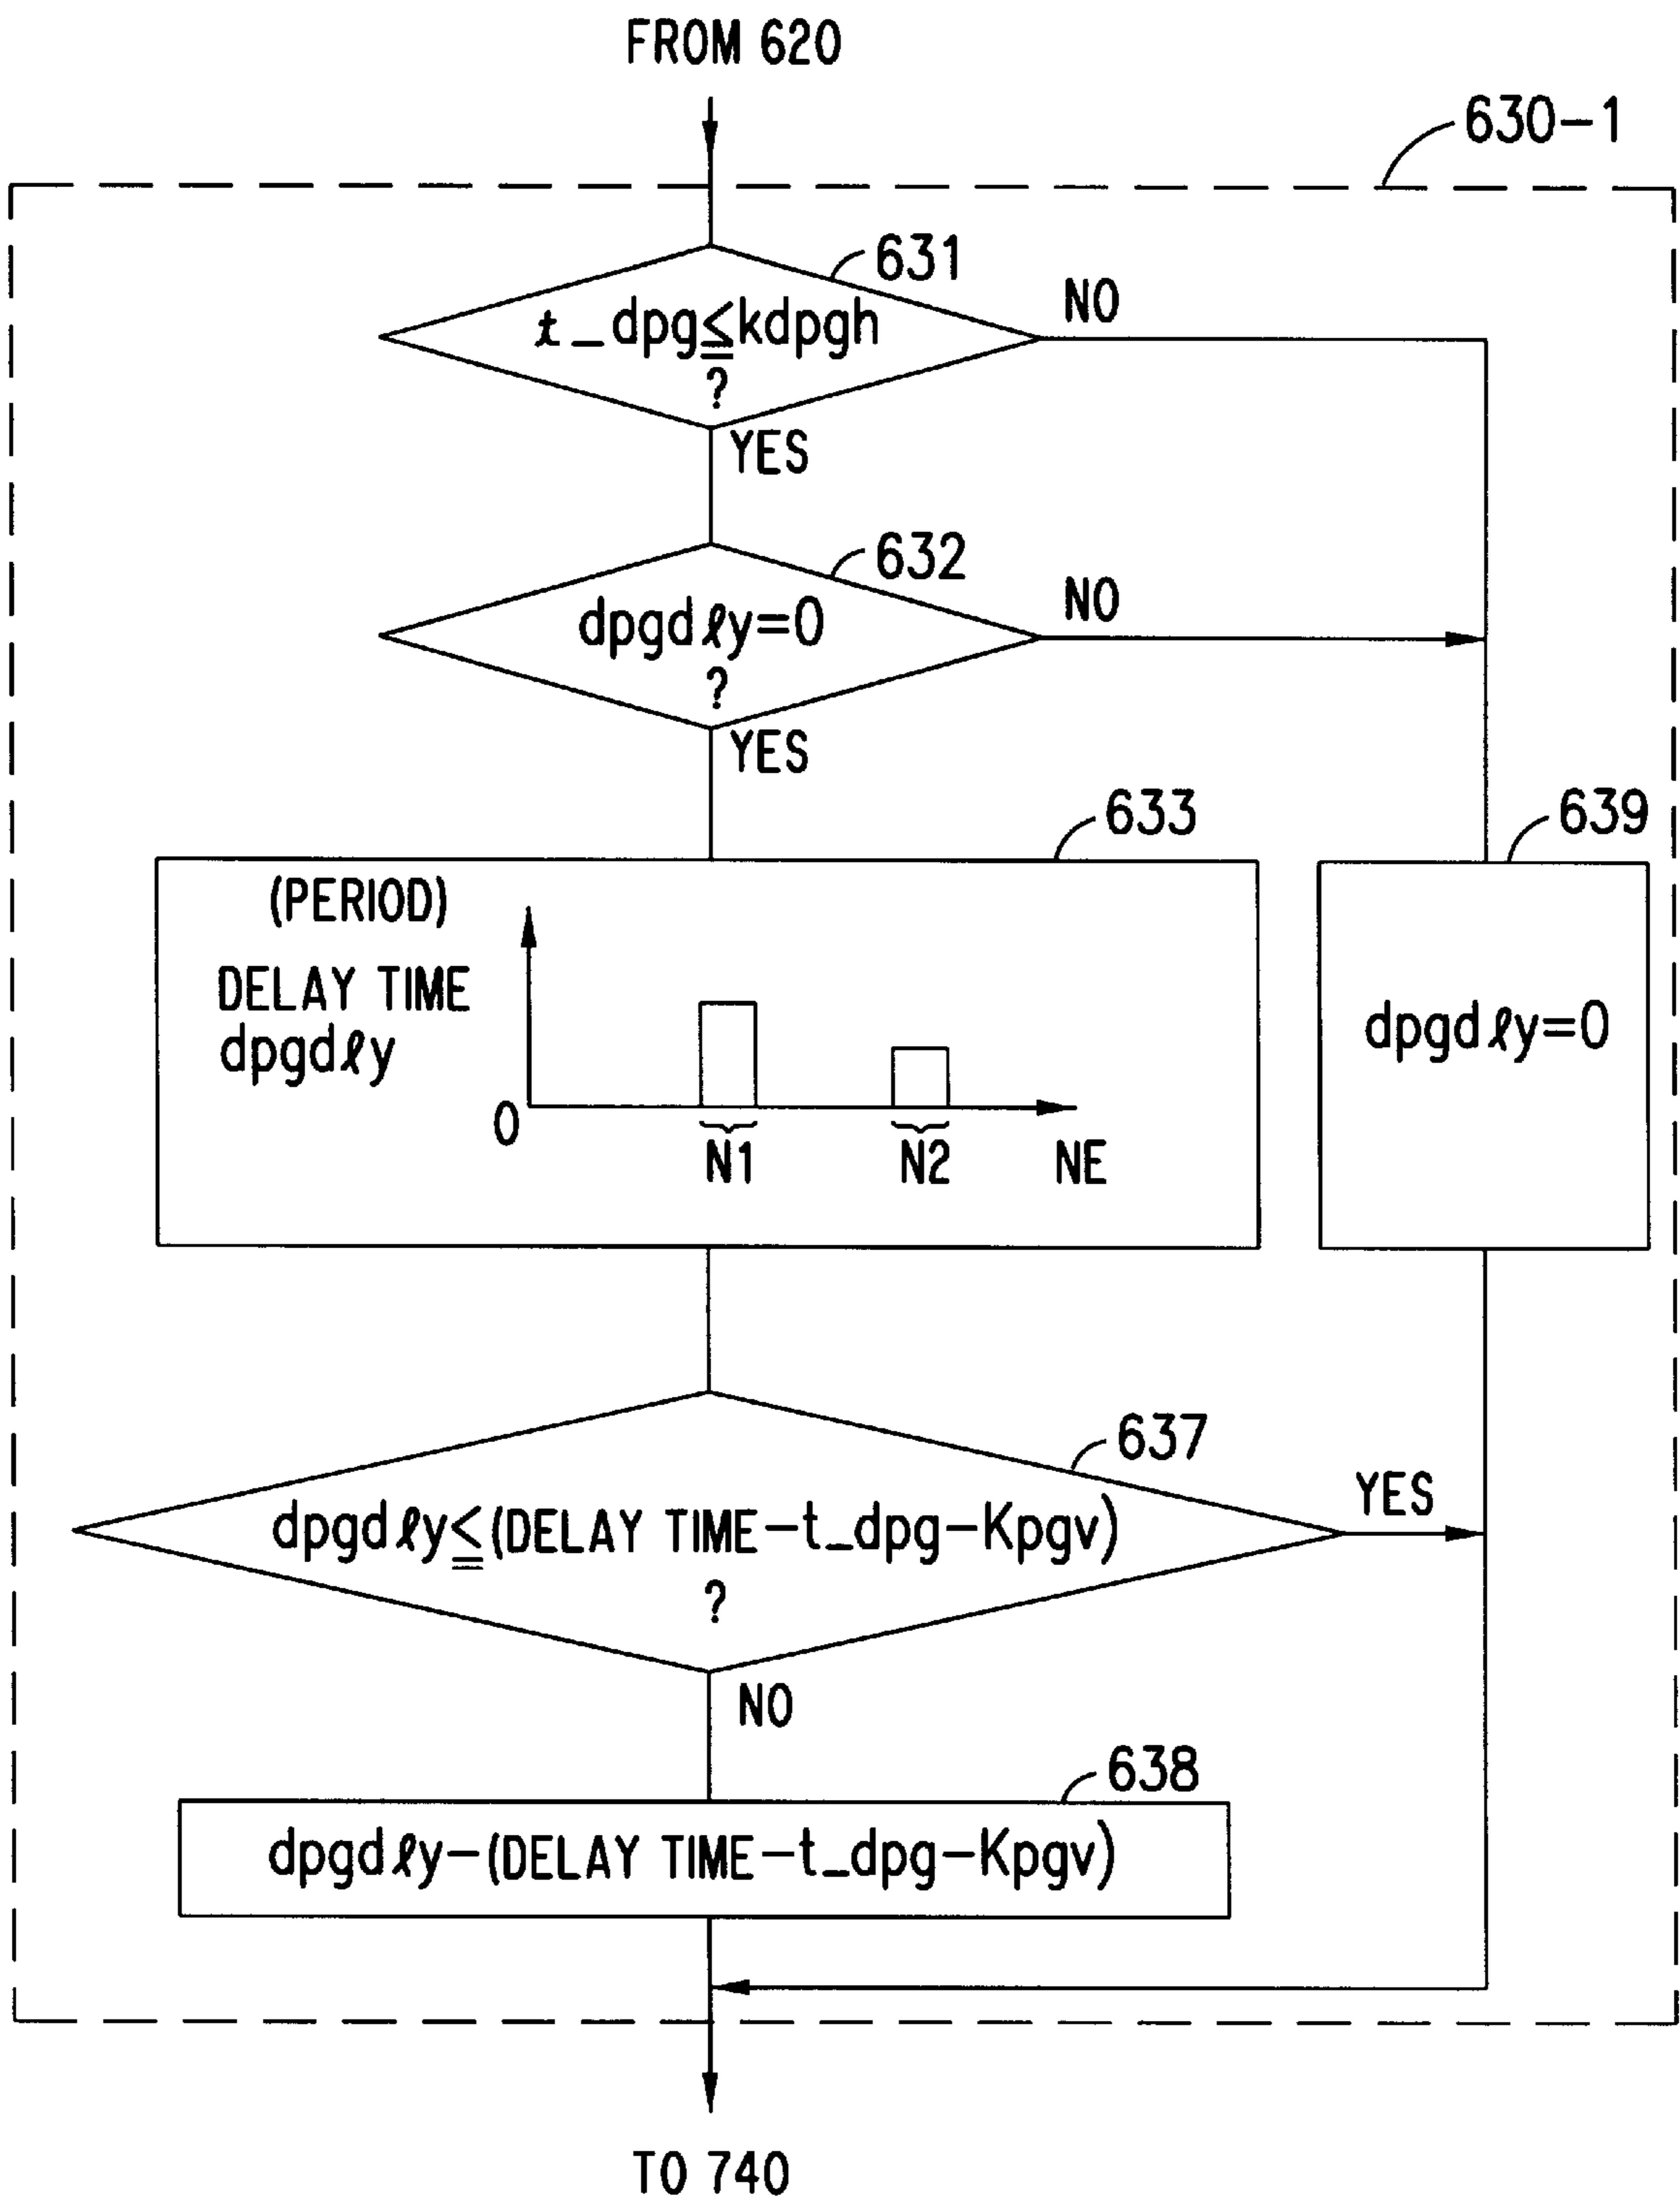 FROM 620
630-1
631
t_dpg≦kdpgh
?
NO
YES
632
dpgdℓy=0
?
NO
YES
633
(PERIOD)
DELAY TIME
dpgdℓy
0
N1
N2
NE
639
dpgdℓy=0
637
dpgdℓy≦(DELAY TIME-t_dpg-Kpgv)
?
YES
NO
638
dpgdℓy-(DELAY TIME-t_dpg-Kpgv)
TO 740